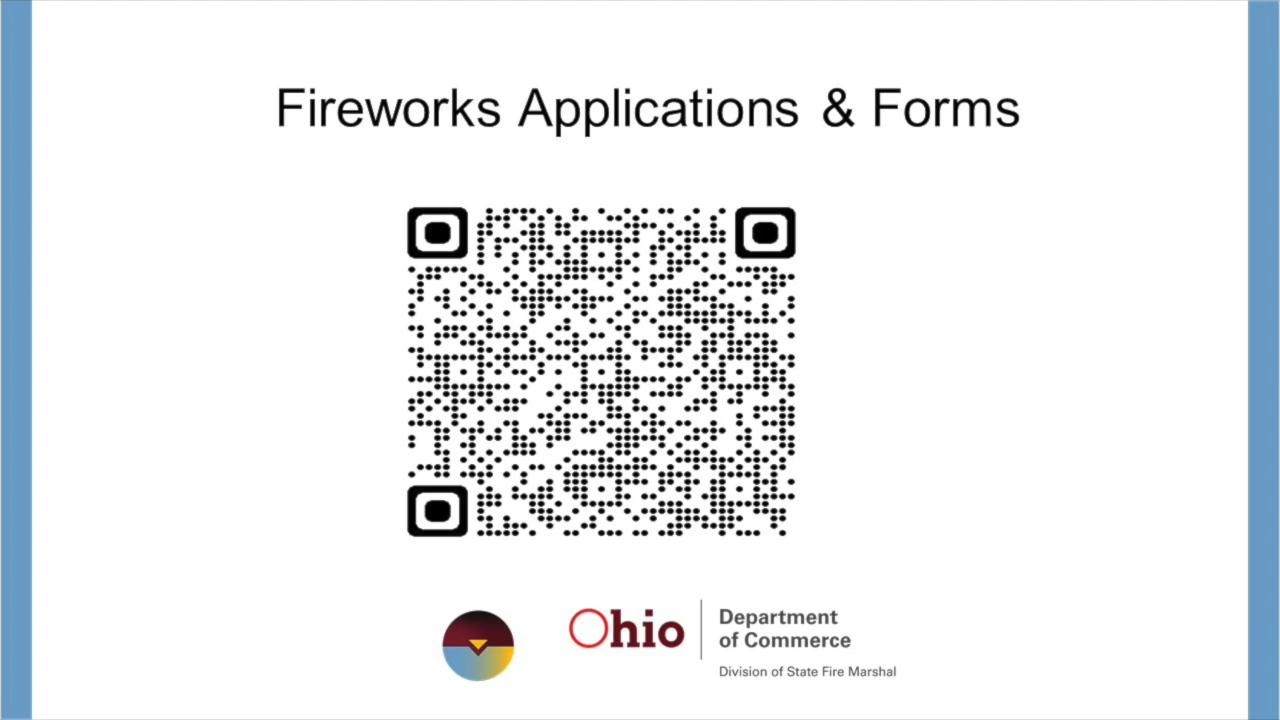 Fireworks Applications & Forms
Ohio
Department
of Commerce
Division of State Fire Marshal